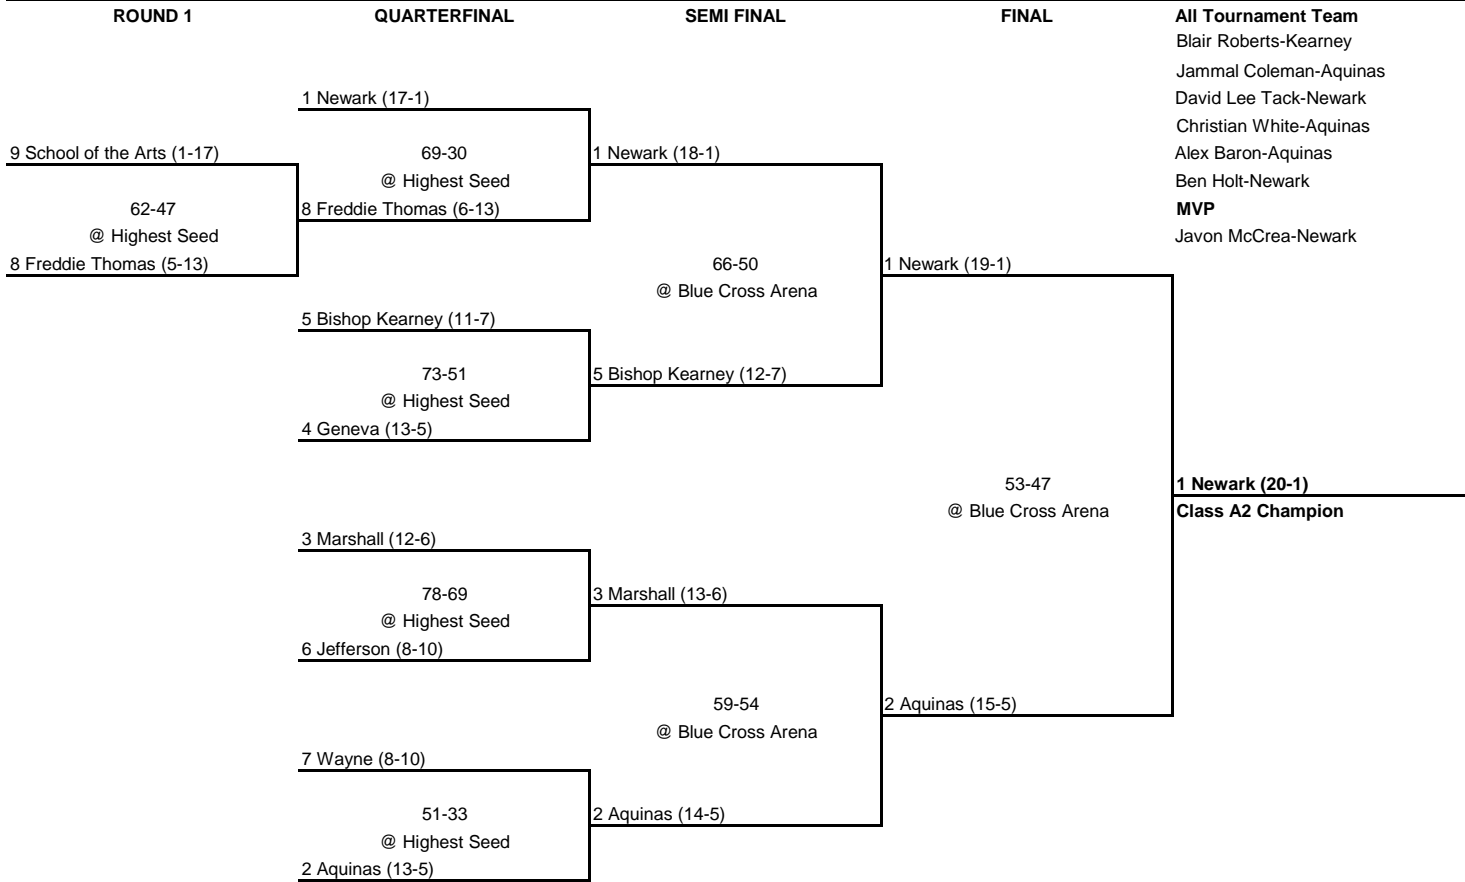 ROUND 1 QUARTERFINAL SEMI FINAL FINAL All Tournament Team
Blair Roberts-Kearney
Jammal Coleman-Aquinas
1 Newark (17-1) David Lee Tack-Newark
Christian White-Aquinas
9 School of the Arts (1-17) 69-30 1 Newark (18-1) Alex Baron-Aquinas
@ Highest Seed Ben Holt-Newark
62-47 8 Freddie Thomas (6-13) MVP
@ Highest Seed Javon McCrea-Newark
8 Freddie Thomas (5-13) 66-50 1 Newark (19-1)
@ Blue Cross Arena
5 Bishop Kearney (11-7)
73-51 5 Bishop Kearney (12-7)
@ Highest Seed
4 Geneva (13-5)
53-47 1 Newark (20-1)
@ Blue Cross Arena Class A2 Champion
3 Marshall (12-6)
78-69 3 Marshall (13-6)
@ Highest Seed
6 Jefferson (8-10)
59-54 2 Aquinas (15-5)
@ Blue Cross Arena
7 Wayne (8-10)
51-33 2 Aquinas (14-5)
@ Highest Seed
2 Aquinas (13-5)